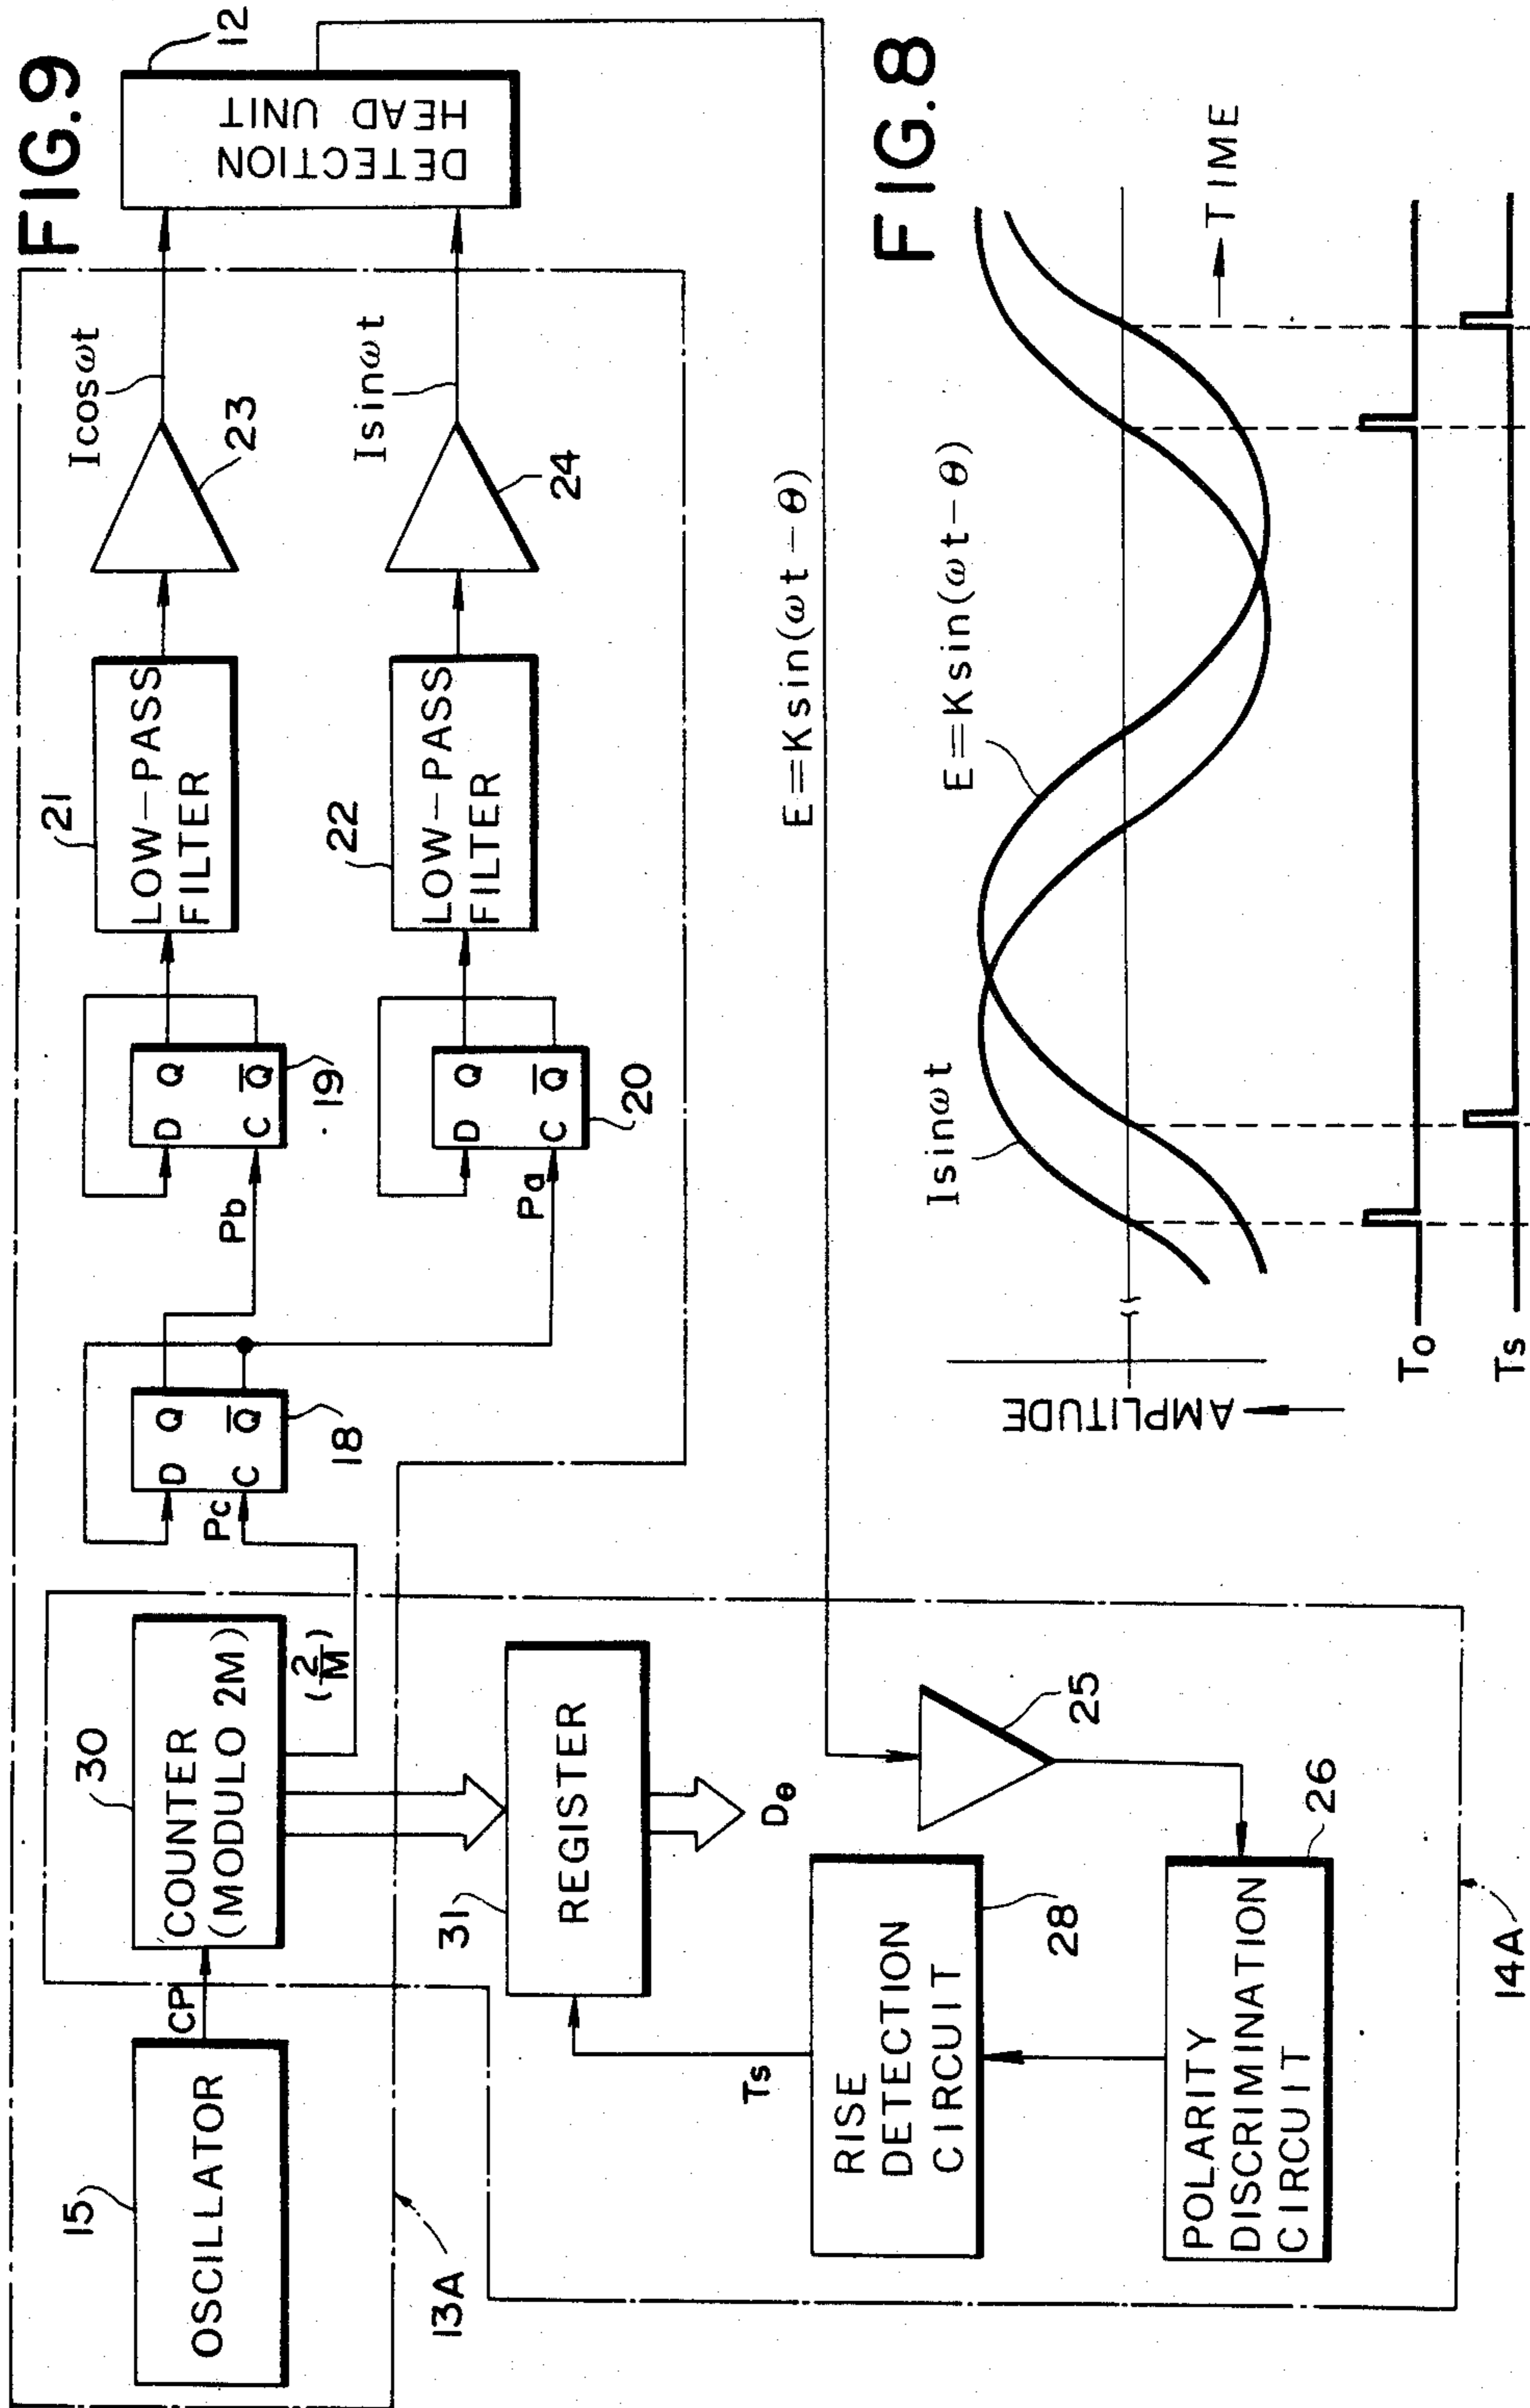 FIG.9
15
OSCILLATOR
CP
30
COUNTER
(MODULO 2M)
(2/M)
Pc
D Q
C Q̅
18
Pb
Pa
D Q
C Q̅
19
D Q
C Q̅
20
21
LOW-PASS
FILTER
22
LOW-PASS
FILTER
Icosωt
23
Isinωt
24
12
DETECTION
HEAD UNIT
13A
31
REGISTER
Dθ
E=Ksin(ωt-θ)
Ts
RISE
DETECTION
CIRCUIT
28
25
26
POLARITY
DISCRIMINATION
CIRCUIT
14A
FIG.8
AMPLITUDE
Isinωt
E=Ksin(ωt-θ)
TIME
To
Ts